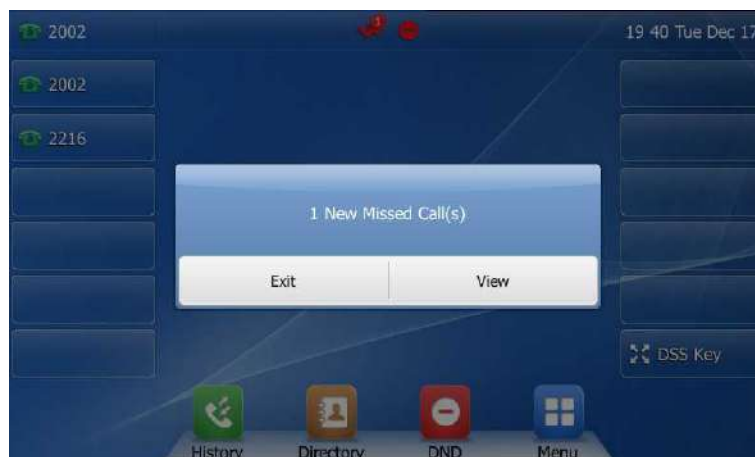 2002
1
19 40 Tue Dec 17
2002
2216
1 New Missed Call(s)
Exit
View
DSS Key
History
Directory
DND
Menu